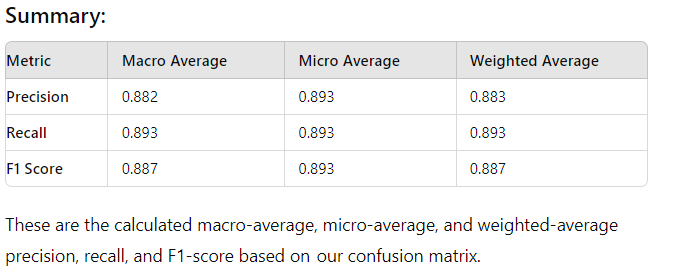 Summary:
Metric Macro Average Micro Average Weighted Average
Precision 0.882 0.893 0.883
Recall 0.893 0.893 0.893
F1 Score 0.887 0.893 0.887
These are the calculated macro-average, micro-average, and weighted-average
precision, recall, and F1-score based on our confusion matrix.